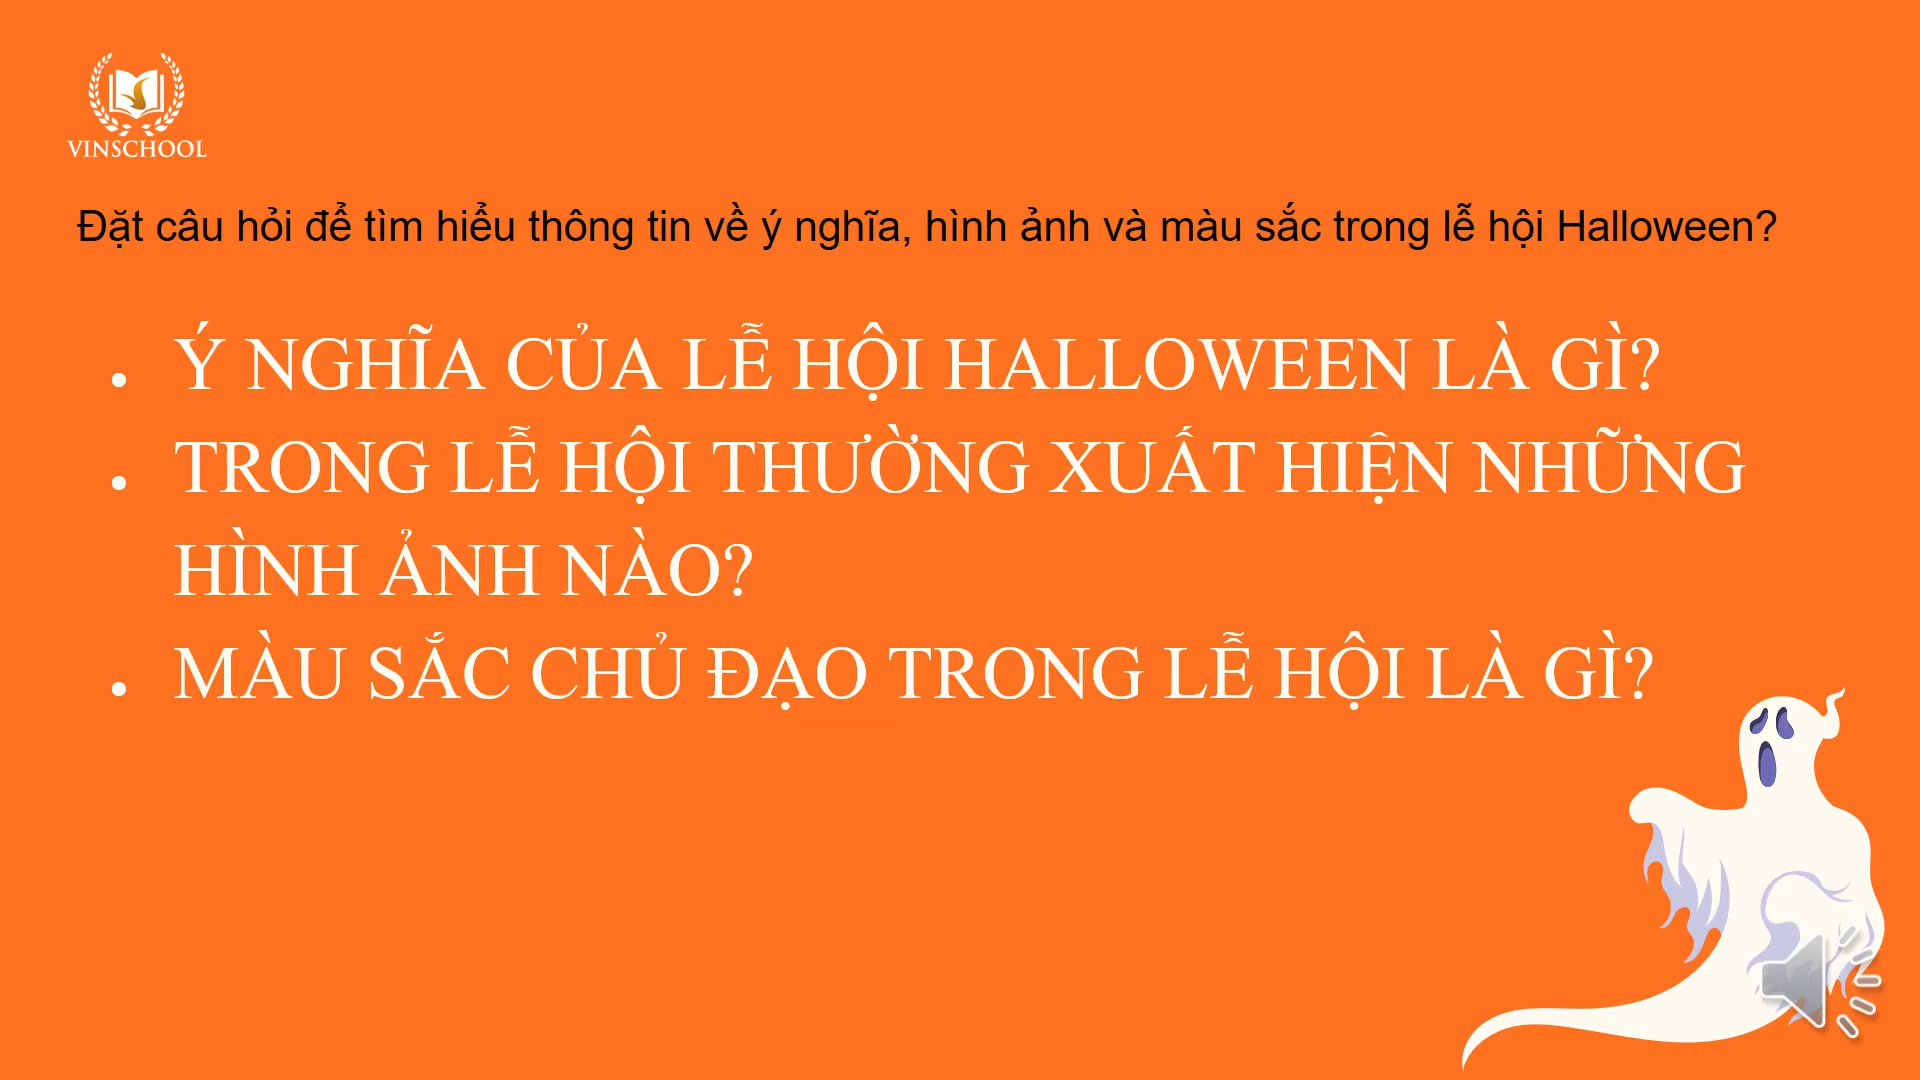 VINSCHOOL
Đặt câu hỏi để tìm hiểu thông tin về ý nghĩa, hình ảnh và màu sắc trong lễ hội Halloween?
• Ý NGHĨA CỦA LỄ HỘI HALLOWEEN LÀ GÌ?
• TRONG LỄ HỘI THƯỜNG XUẤT HIỆN NHỮNG
HÌNH ẢNH NÀO?
• MÀU SẮC CHỦ ĐẠO TRONG LỄ HỘI LÀ GÌ?